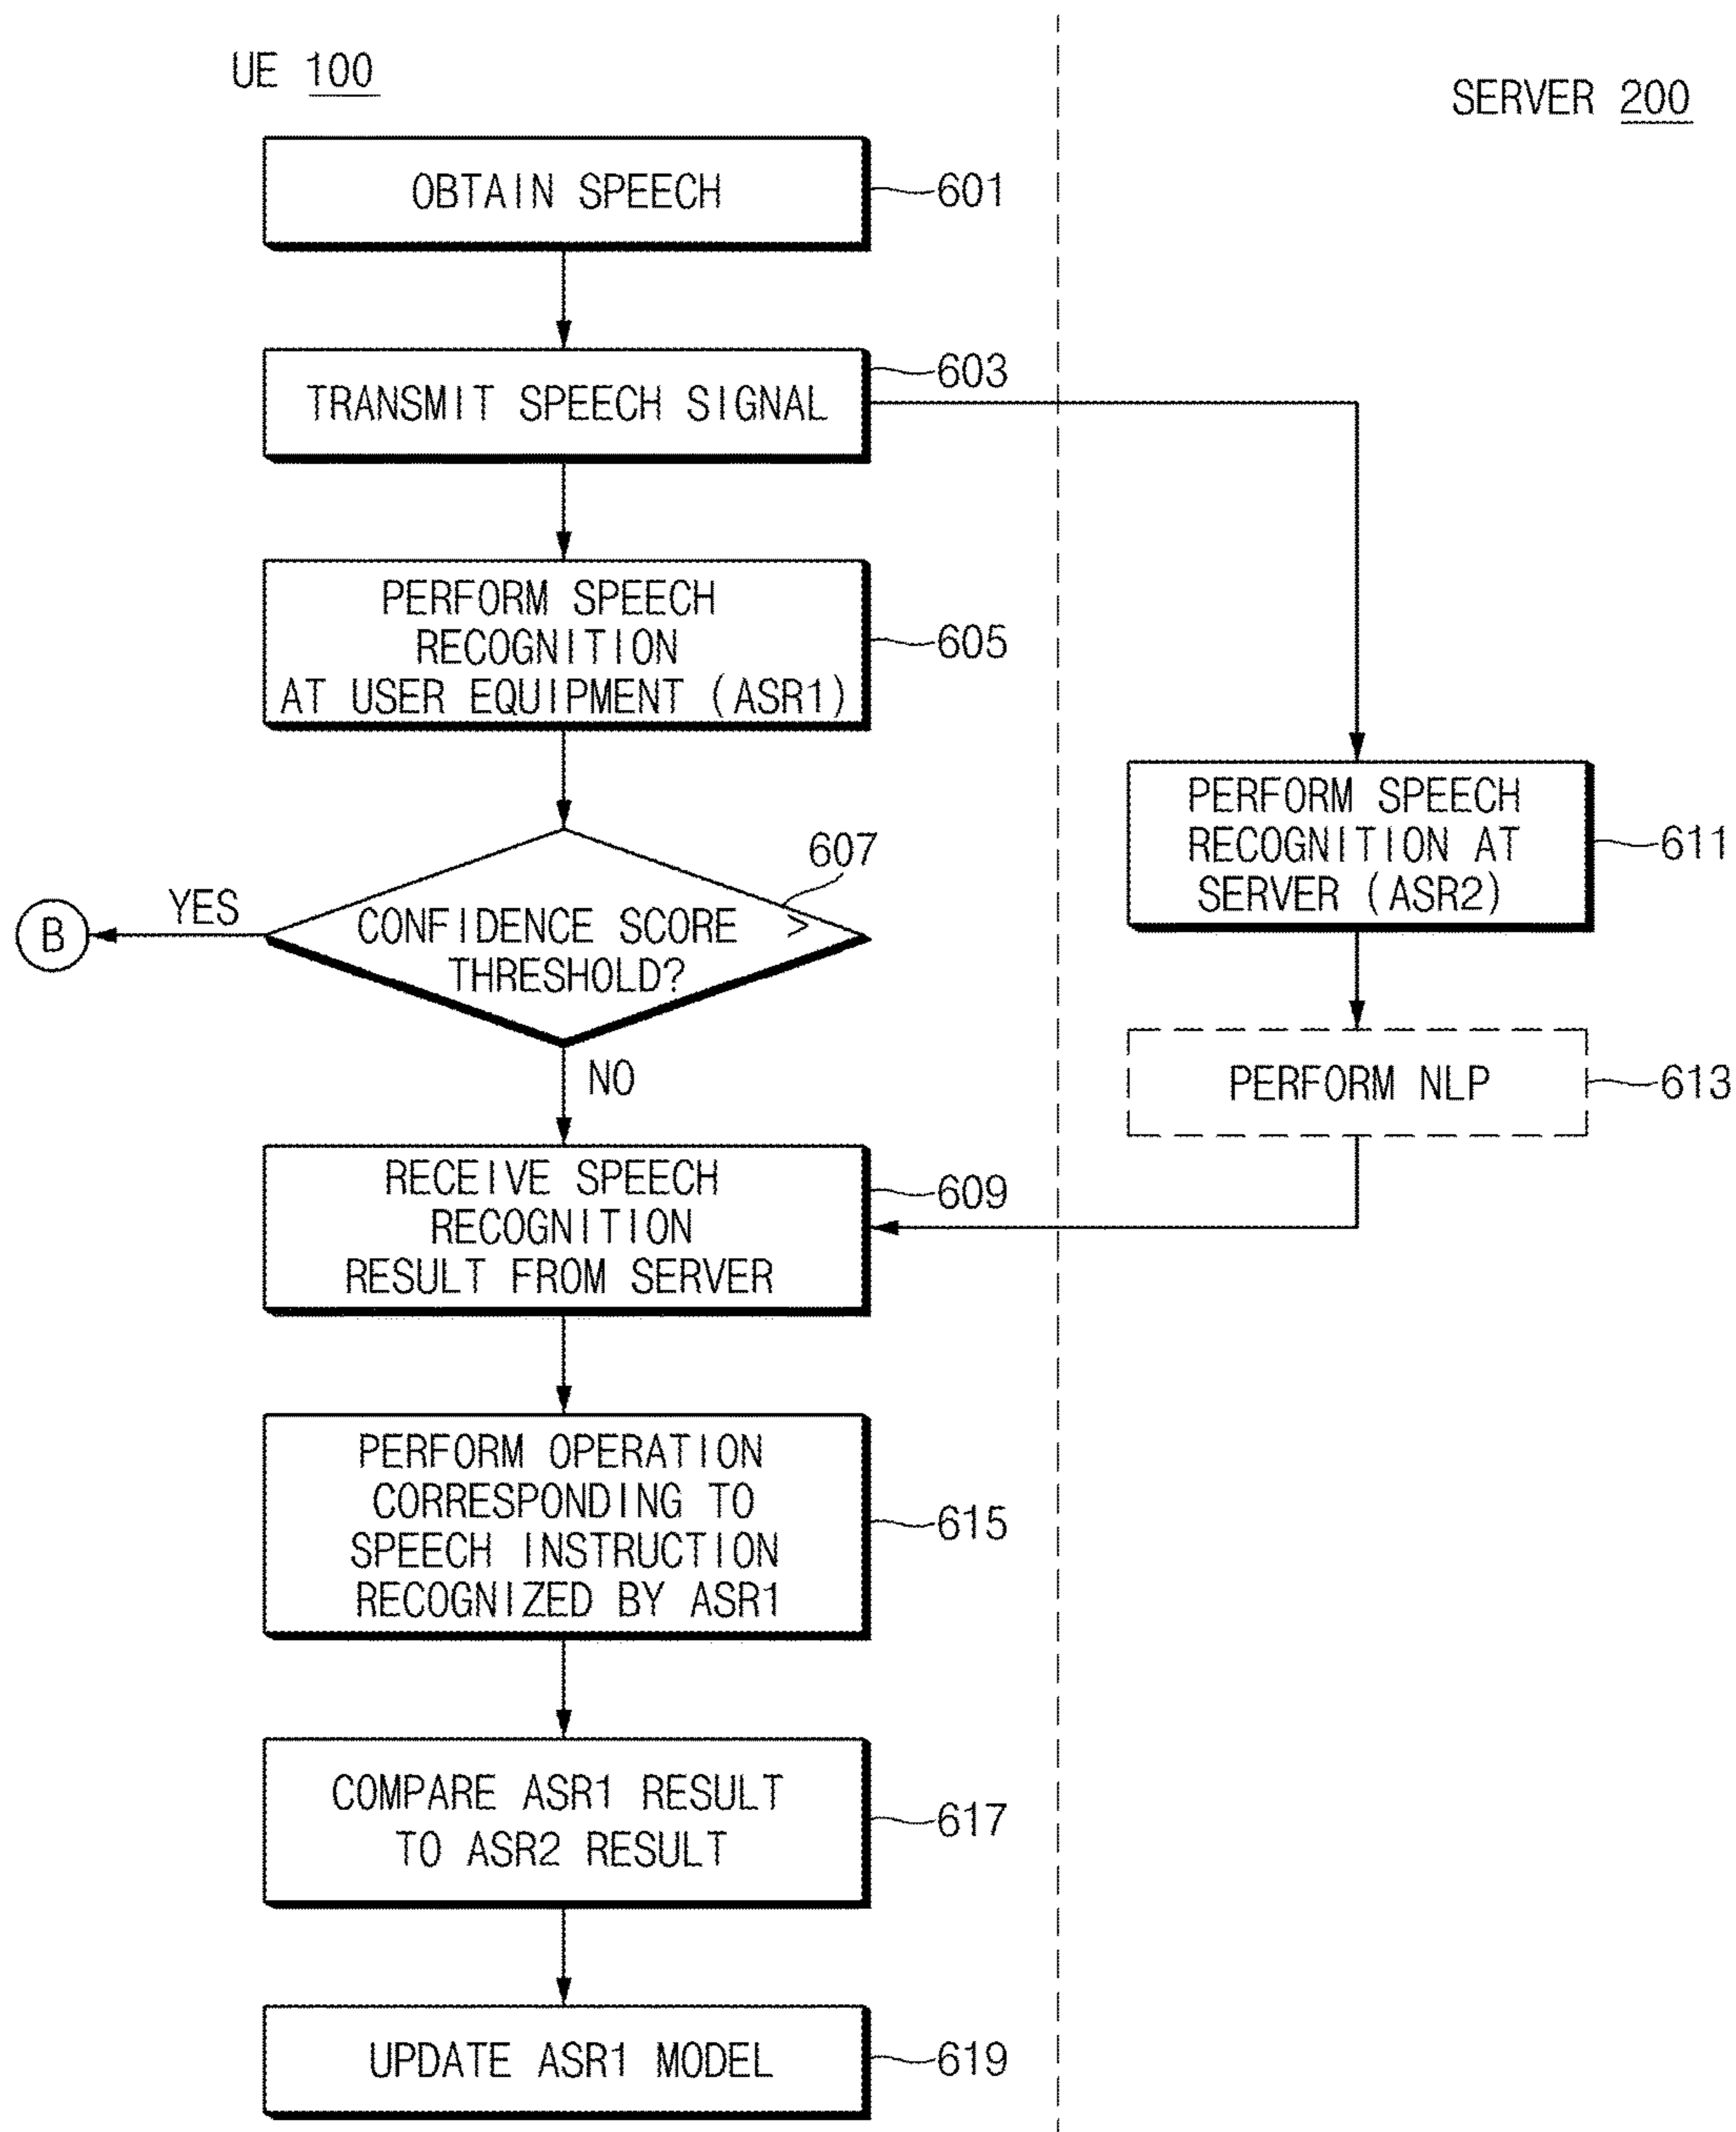 UE 100
SERVER 200
OBTAIN SPEECH
601
TRANSMIT SPEECH SIGNAL
603
PERFORM SPEECH
RECOGNITION
AT USER EQUIPMENT (ASR1)
605
607
CONFIDENCE SCORE >
THRESHOLD?
YES
B
NO
PERFORM SPEECH
RECOGNITION AT
SERVER (ASR2)
611
PERFORM NLP
613
RECEIVE SPEECH
RECOGNITION
RESULT FROM SERVER
609
PERFORM OPERATION
CORRESPONDING TO
SPEECH INSTRUCTION
RECOGNIZED BY ASR1
615
COMPARE ASR1 RESULT
TO ASR2 RESULT
617
UPDATE ASR1 MODEL
619